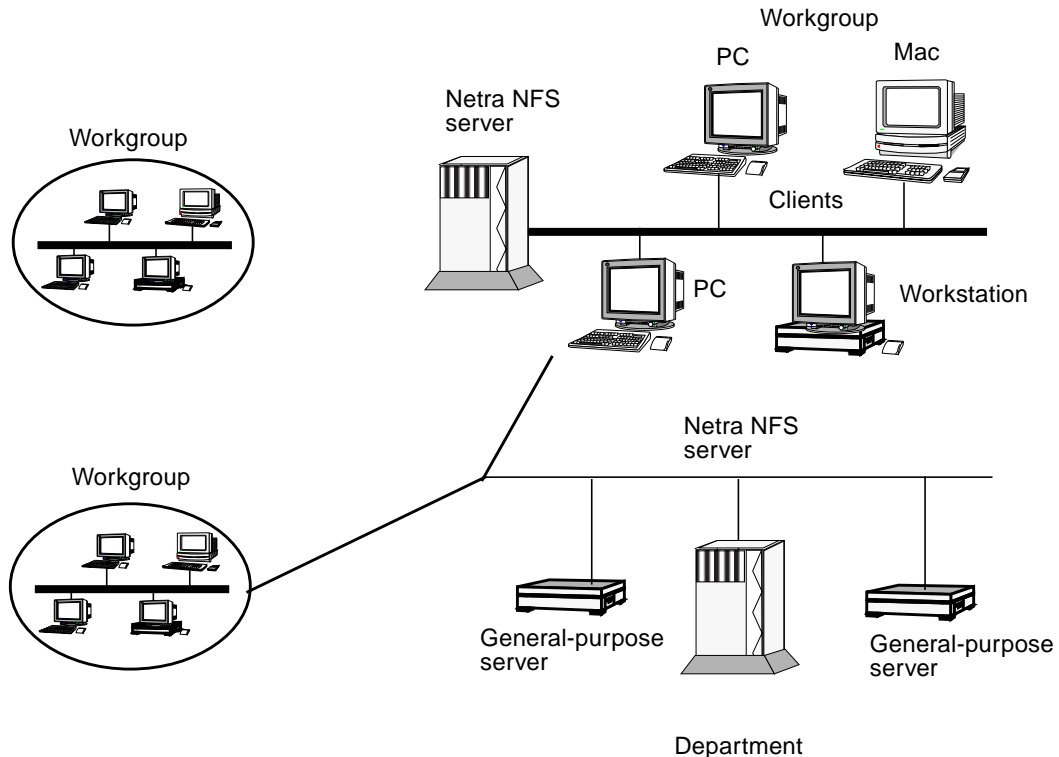 Workgroup
PC
Mac
Netra NFS
server
Workgroup
Clients
PC
Workstation
Netra NFS
server
Workgroup
General-purpose
server
General-purpose
server
Department